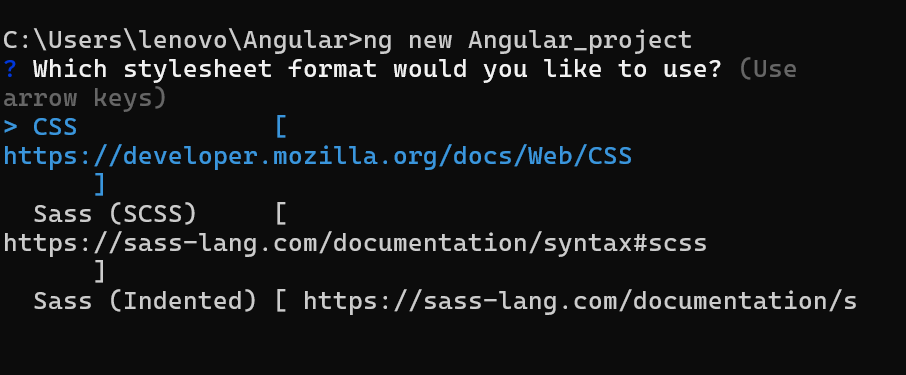 C:\Users\lenovo\Angular>ng new Angular_project
? Which stylesheet format would you like to use? (Use
arrow keys)
> CSS             [
https://developer.mozilla.org/docs/Web/CSS
      ]
  Sass (SCSS)     [
https://sass-lang.com/documentation/syntax#scss
      ]
  Sass (Indented) [ https://sass-lang.com/documentation/s